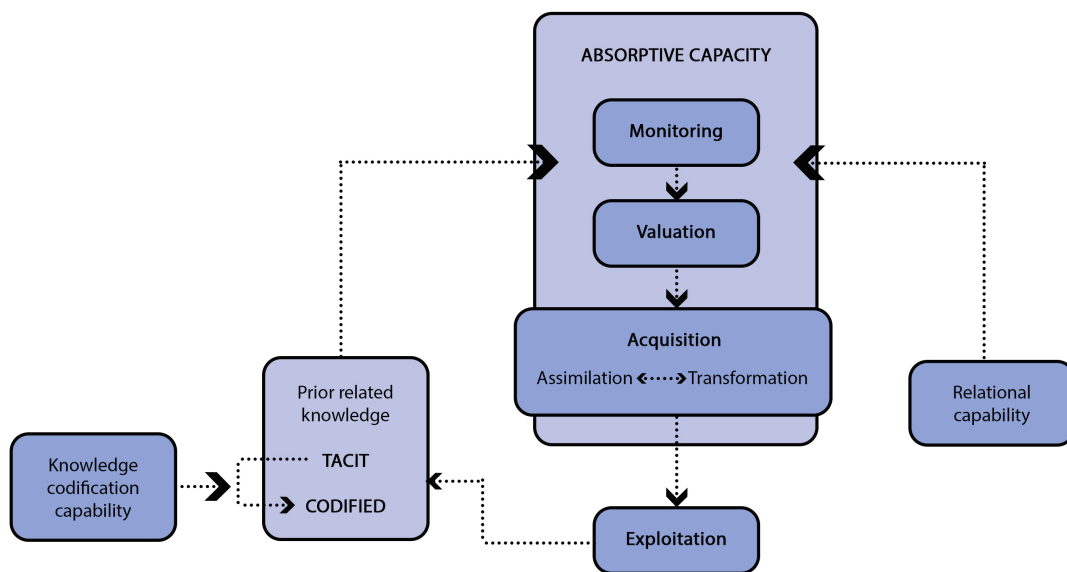 ABSORPTIVE CAPACITY
Monitoring
Valuation
Acquisition
Assimilation Transformation
Prior related
knowledge
TACIT
CODIFIED
Relational
capability
Knowledge
codification
capability
Exploitation